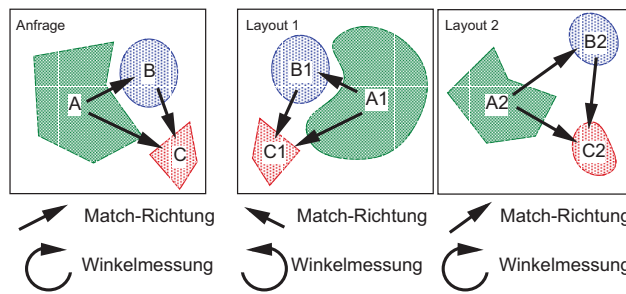 Anfrage
A
B
C
Layout 1
B1
A1
C1
Layout 2
B2
A2
C2
Match-Richtung
Match-Richtung
Match-Richtung
Winkelmessung
Winkelmessung
Winkelmessung